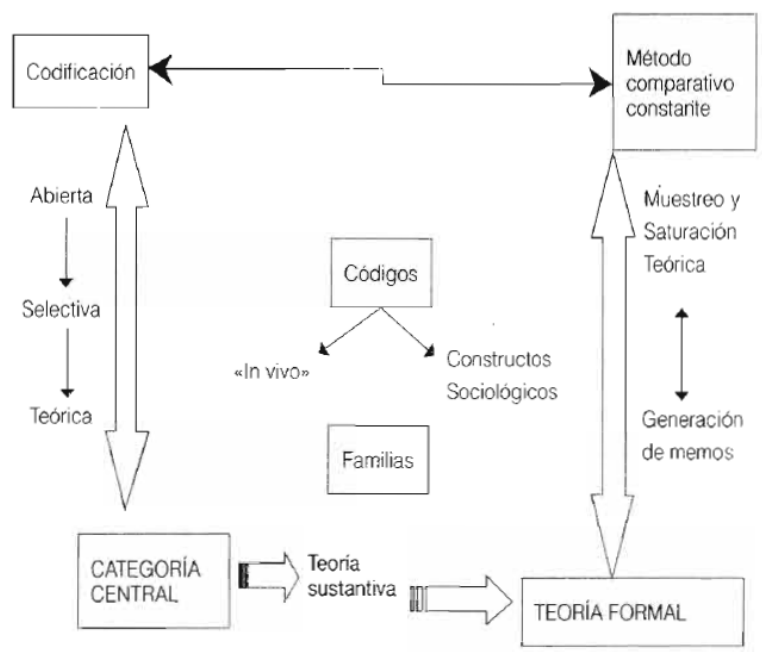 Codificación
Método
comparativo
constante
Abierta
Selectiva
Teórica
Muestreo y
Saturación
Teórica
Códigos
«In vivo»
Constructos
Sociológicos
Generación
de memos
Familias
CATEGORÍA
CENTRAL
Teoría
sustantiva
TEORÍA FORMAL